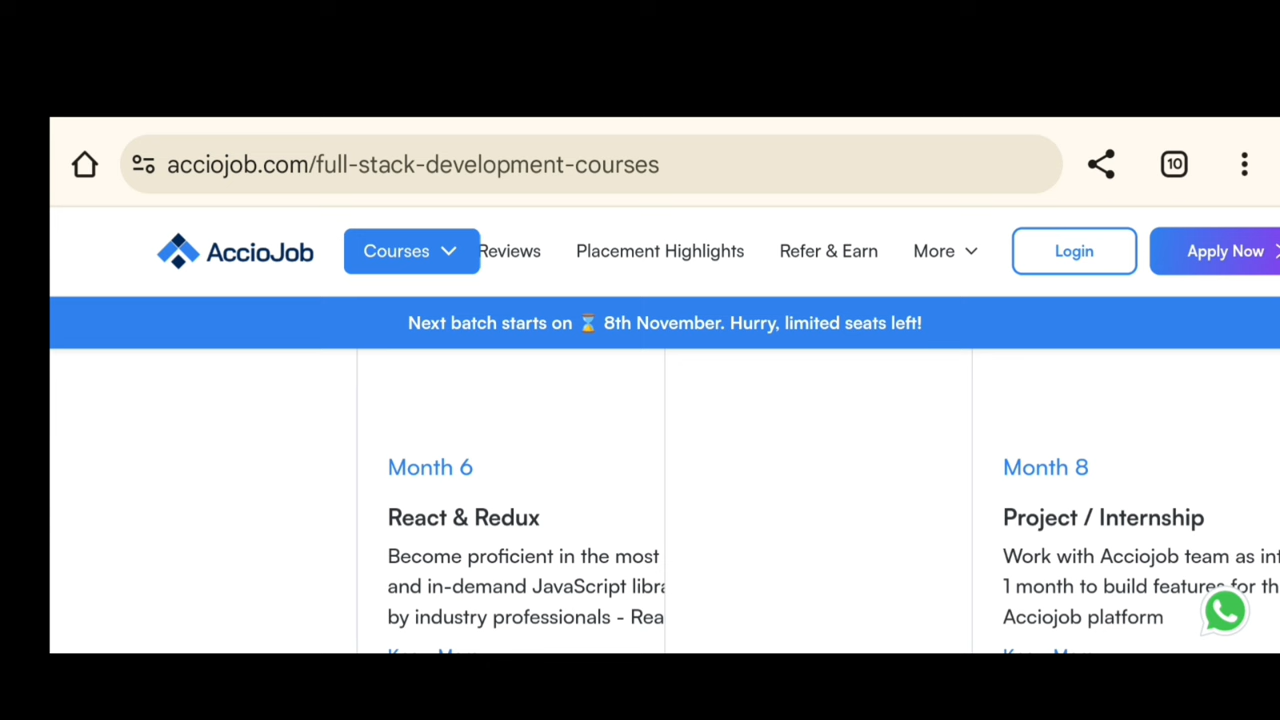 acciojob.com/full-stack-development-courses
10
AccioJob
Courses
Reviews
Placement Highlights
Refer & Earn
More
Login
Apply Now
Next batch starts on ⌛ 8th November. Hurry, limited seats left!
Month 6
React & Redux
Become proficient in the most
and in-demand JavaScript libra
by industry professionals - Rea
Month 8
Project / Internship
Work with Acciojob team as int
1 month to build features for th
Acciojob platform